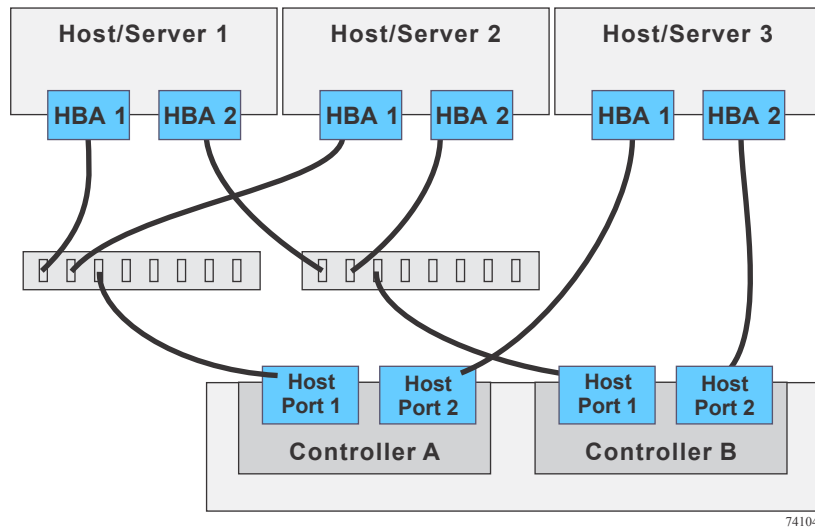 Host/Server 1
Host/Server 2
Host/Server 3
HBA 1
HBA 2
HBA 1
HBA 2
HBA 1
HBA 2
Host
Port 1
Host
Port 2
Host
Port 1
Host
Port 2
Controller A
Controller B
74104